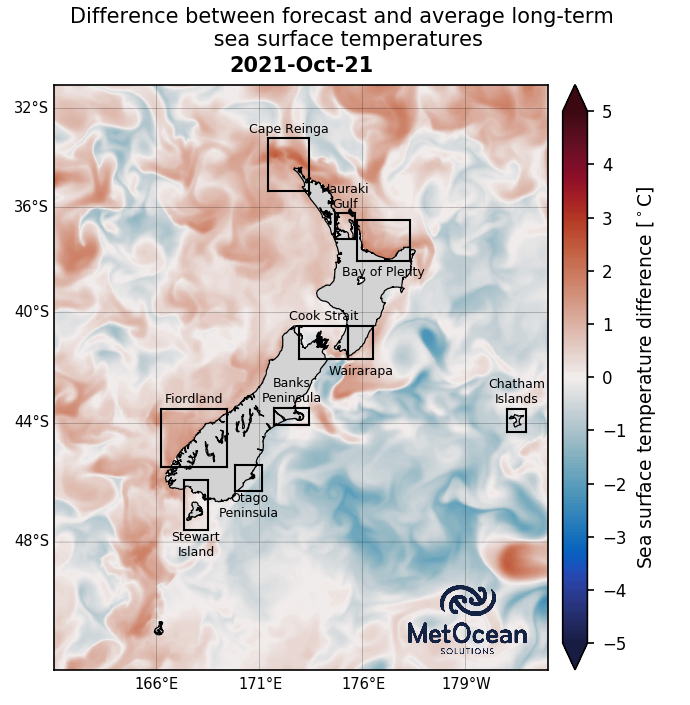 Difference between forecast and average long-term
sea surface temperatures
2021-Oct-21
32°S
36°S
40°S
44°S
48°S
Cape Reinga
Hauraki
Gulf
Bay of Plenty
Cook Strait
Wairarapa
Banks
Peninsula
Fiordland
Chatham
Islands
Otago
Peninsula
Stewart
Island
MetOcean
SOLUTIONS
166°E
171°E
176°E
179°W
5
4
3
2
1
0
−1
−2
−3
−4
−5
Sea surface temperature difference [°C]